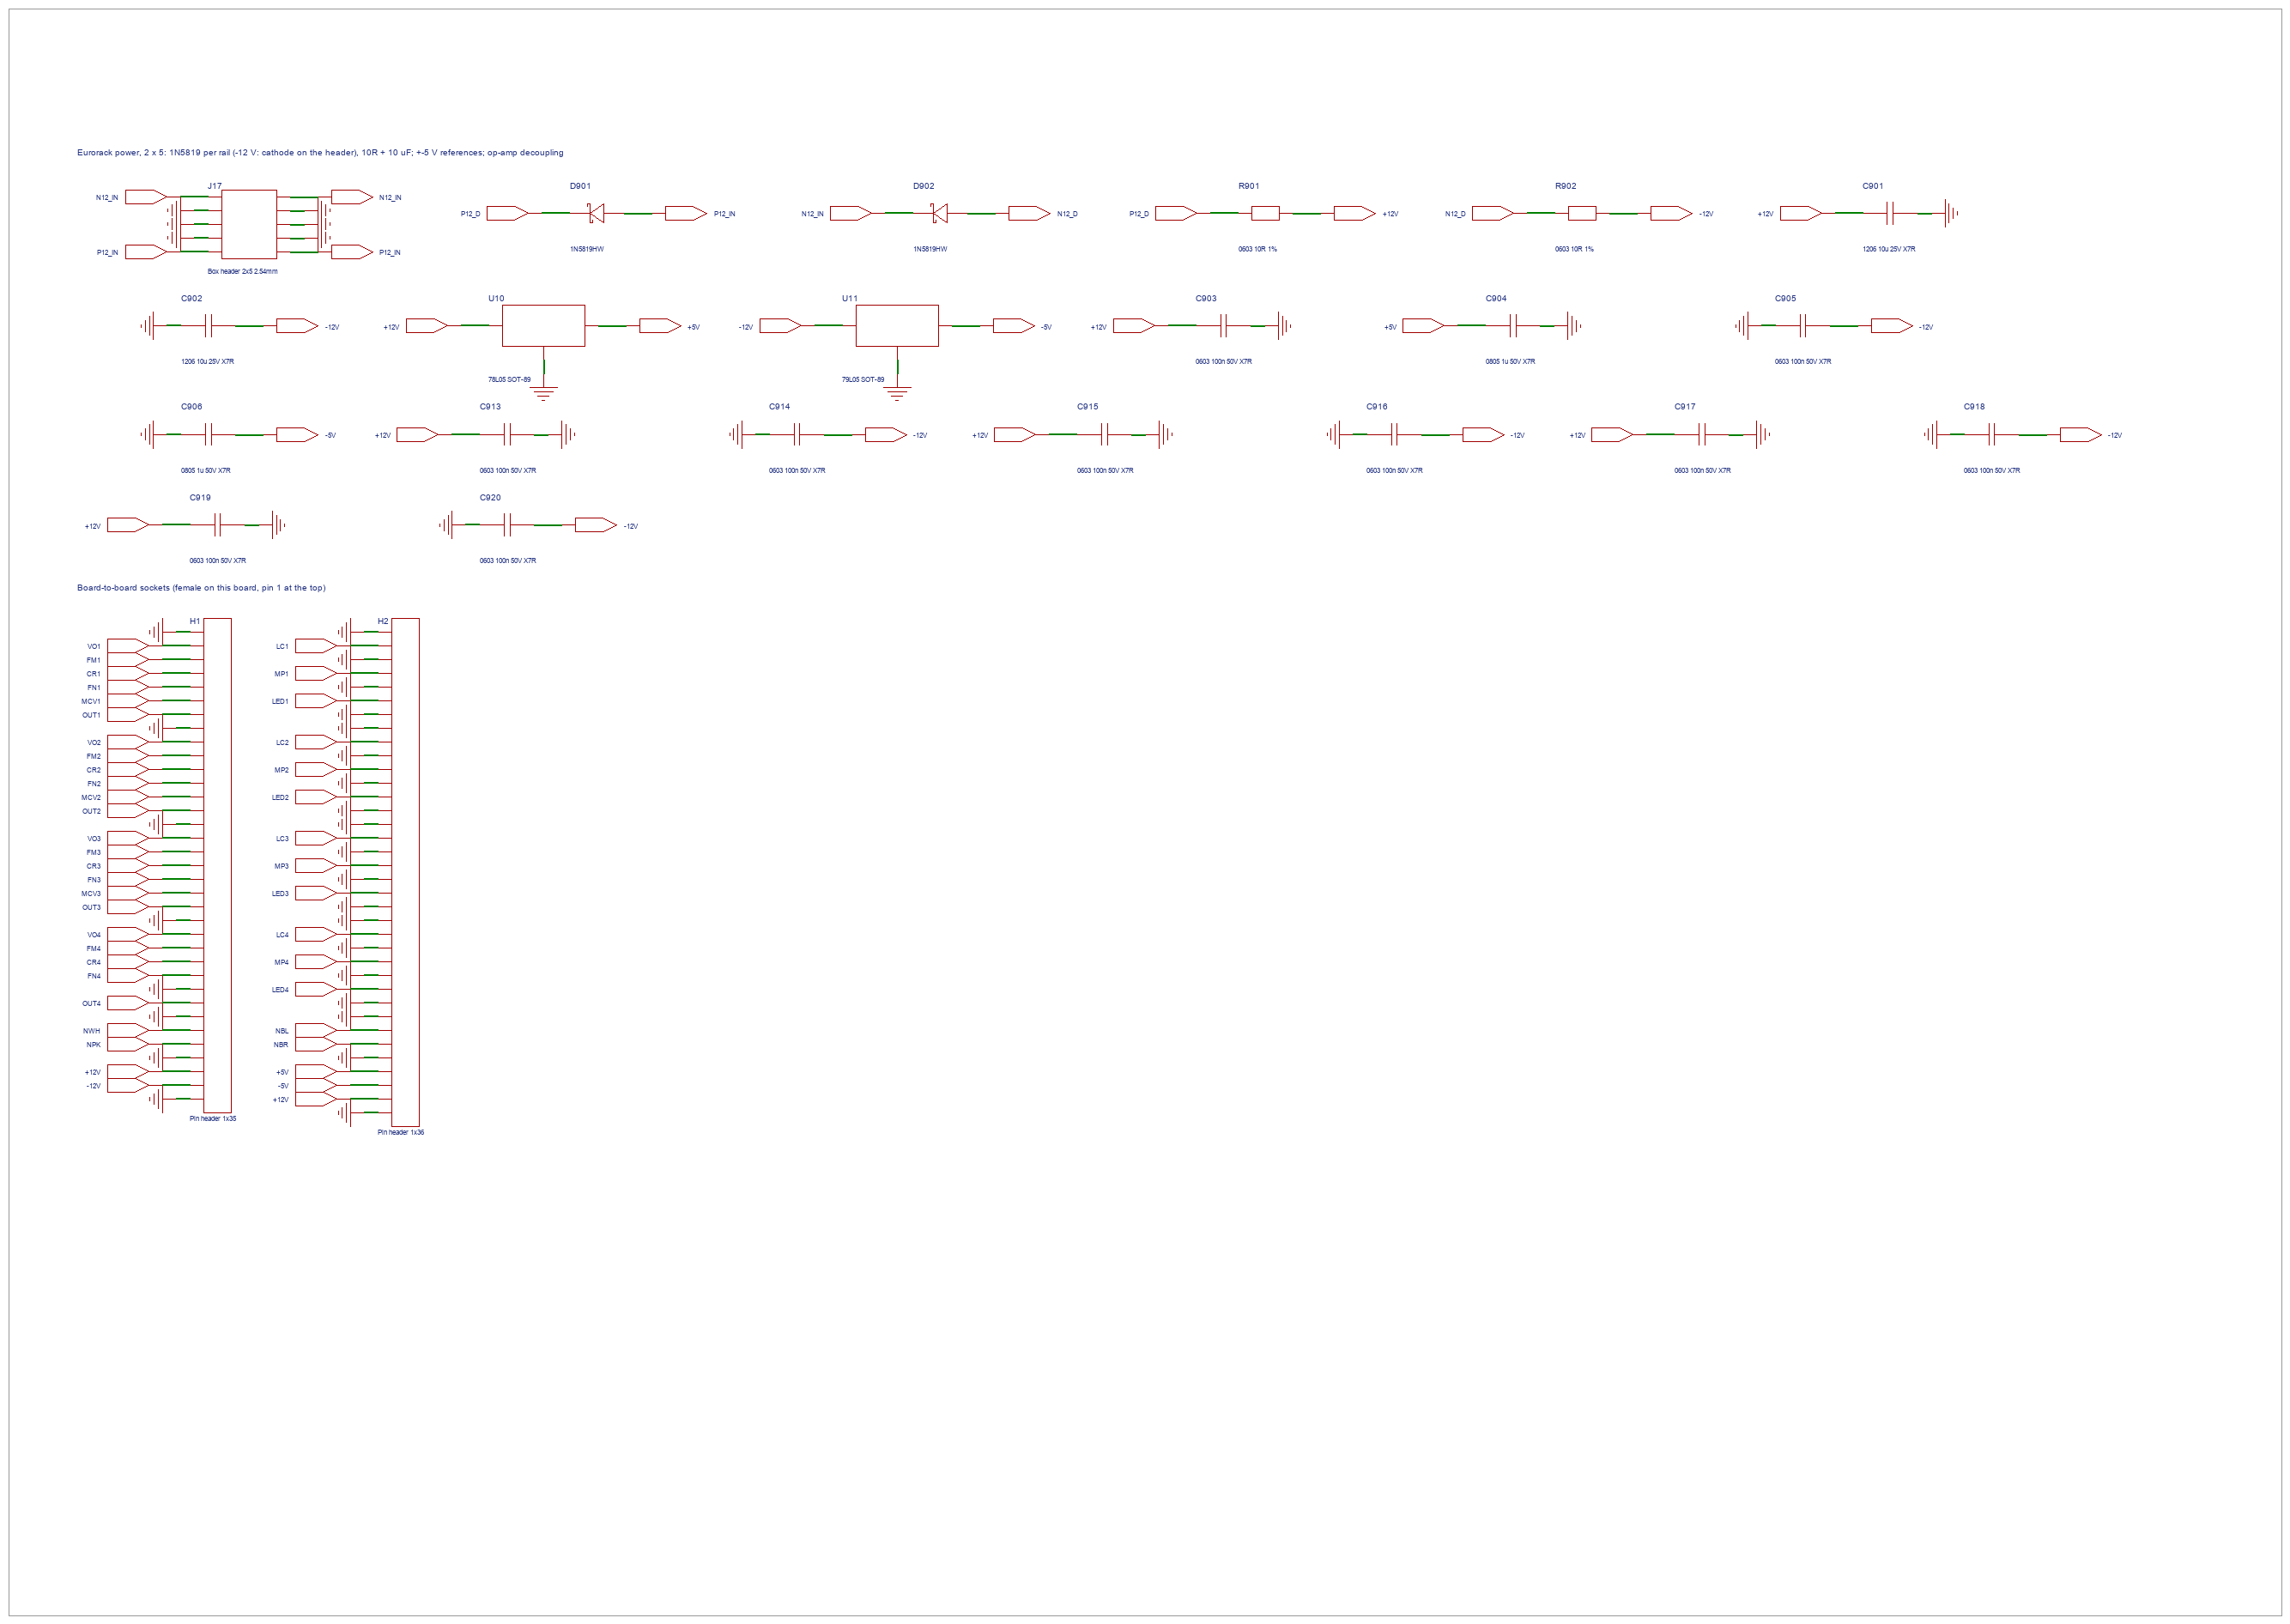 Eurorack power, 2 x 5: 1N5819 per rail (-12 V: cathode on the header), 10R + 10 uF; +-5 V references; op-amp decoupling
J17
N12_IN
N12_IN
P12_IN
P12_IN
Box header 2x5 2.54mm
D901
P12_D
P12_IN
1N5819HW
D902
N12_IN
N12_D
1N5819HW
R901
P12_D
+12V
0603 10R 1%
R902
N12_D
-12V
0603 10R 1%
C901
+12V
1206 10u 25V X7R
C902
-12V
1206 10u 25V X7R
U10
+12V
+5V
78L05 SOT-89
U11
-12V
-5V
79L05 SOT-89
C903
+12V
0603 100n 50V X7R
C904
+5V
0805 1u 50V X7R
C905
-12V
0603 100n 50V X7R
C906
-5V
0805 1u 50V X7R
C913
+12V
0603 100n 50V X7R
C914
-12V
0603 100n 50V X7R
C915
+12V
0603 100n 50V X7R
C916
-12V
0603 100n 50V X7R
C917
+12V
0603 100n 50V X7R
C918
-12V
0603 100n 50V X7R
C919
+12V
0603 100n 50V X7R
C920
-12V
0603 100n 50V X7R
Board-to-board sockets (female on this board, pin 1 at the top)
H1
VO1
FM1
CR1
FN1
MCV1
OUT1
VO2
FM2
CR2
FN2
MCV2
OUT2
VO3
FM3
CR3
FN3
MCV3
OUT3
VO4
FM4
CR4
FN4
OUT4
NWH
NPK
+12V
-12V
Pin header 1x35
H2
LC1
MP1
LED1
LC2
MP2
LED2
LC3
MP3
LED3
LC4
MP4
LED4
NBL
NBR
+5V
-5V
+12V
Pin header 1x36